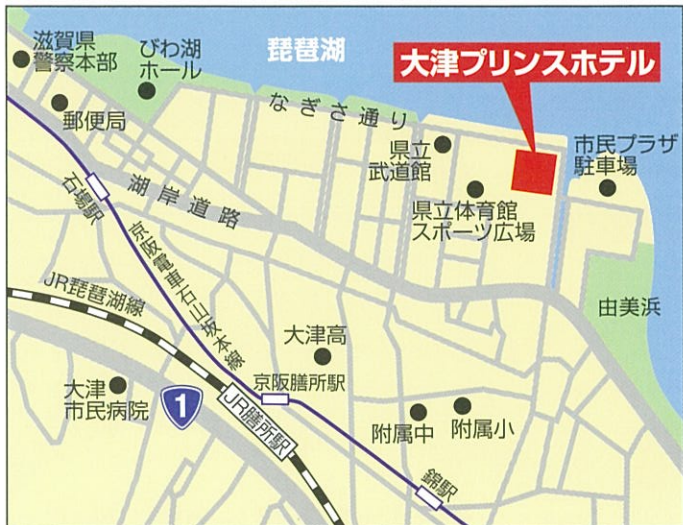 滋賀県
警察本部
びわ湖
ホール
琵琶湖
大津プリンスホテル
なぎさ通り
郵便局
県立
武道館
市民プラザ
駐車場
石場駅
湖岸道路
県立体育館
スポーツ広場
京阪電車石山坂本線
JR琵琶湖線
由美浜
大津高
大津
市民病院
1
京阪膳所駅
JR膳所駅
附属中
附属小
錦駅